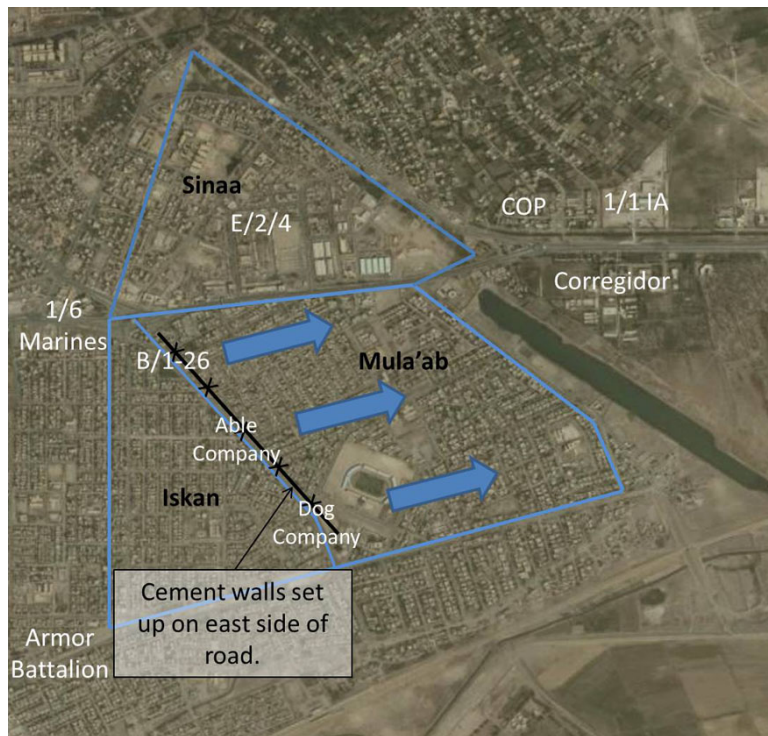 Sinaa
E/2/4
COP
1/1 IA
Corregidor
1/6
Marines
B/1-26
Mula’ab
Able
Company
Iskan
Dog
Company
Cement walls set
up on east side of
road.
Armor
Battalion